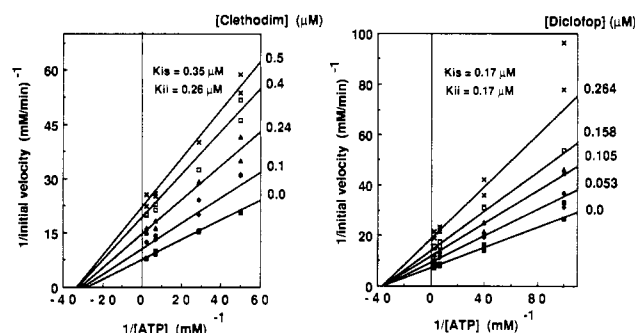 [Clethodim] (µM)
0.5
0.4
0.24
0.1
0.0
Kis = 0.35 µM
Kii = 0.26 µM
60
45
30
15
0
-40 -20 0 20 40 60
1/initial velocity (mM/min)-1
1/[ATP] (mM)-1
[Diclofop] (µM)
0.264
0.158
0.105
0.053
0.0
Kis = 0.17 µM
Kii = 0.17 µM
100
80
60
40
20
0
-40 0 40 80
1/initial velocity (mM/min)-1
1/[ATP] (mM)-1